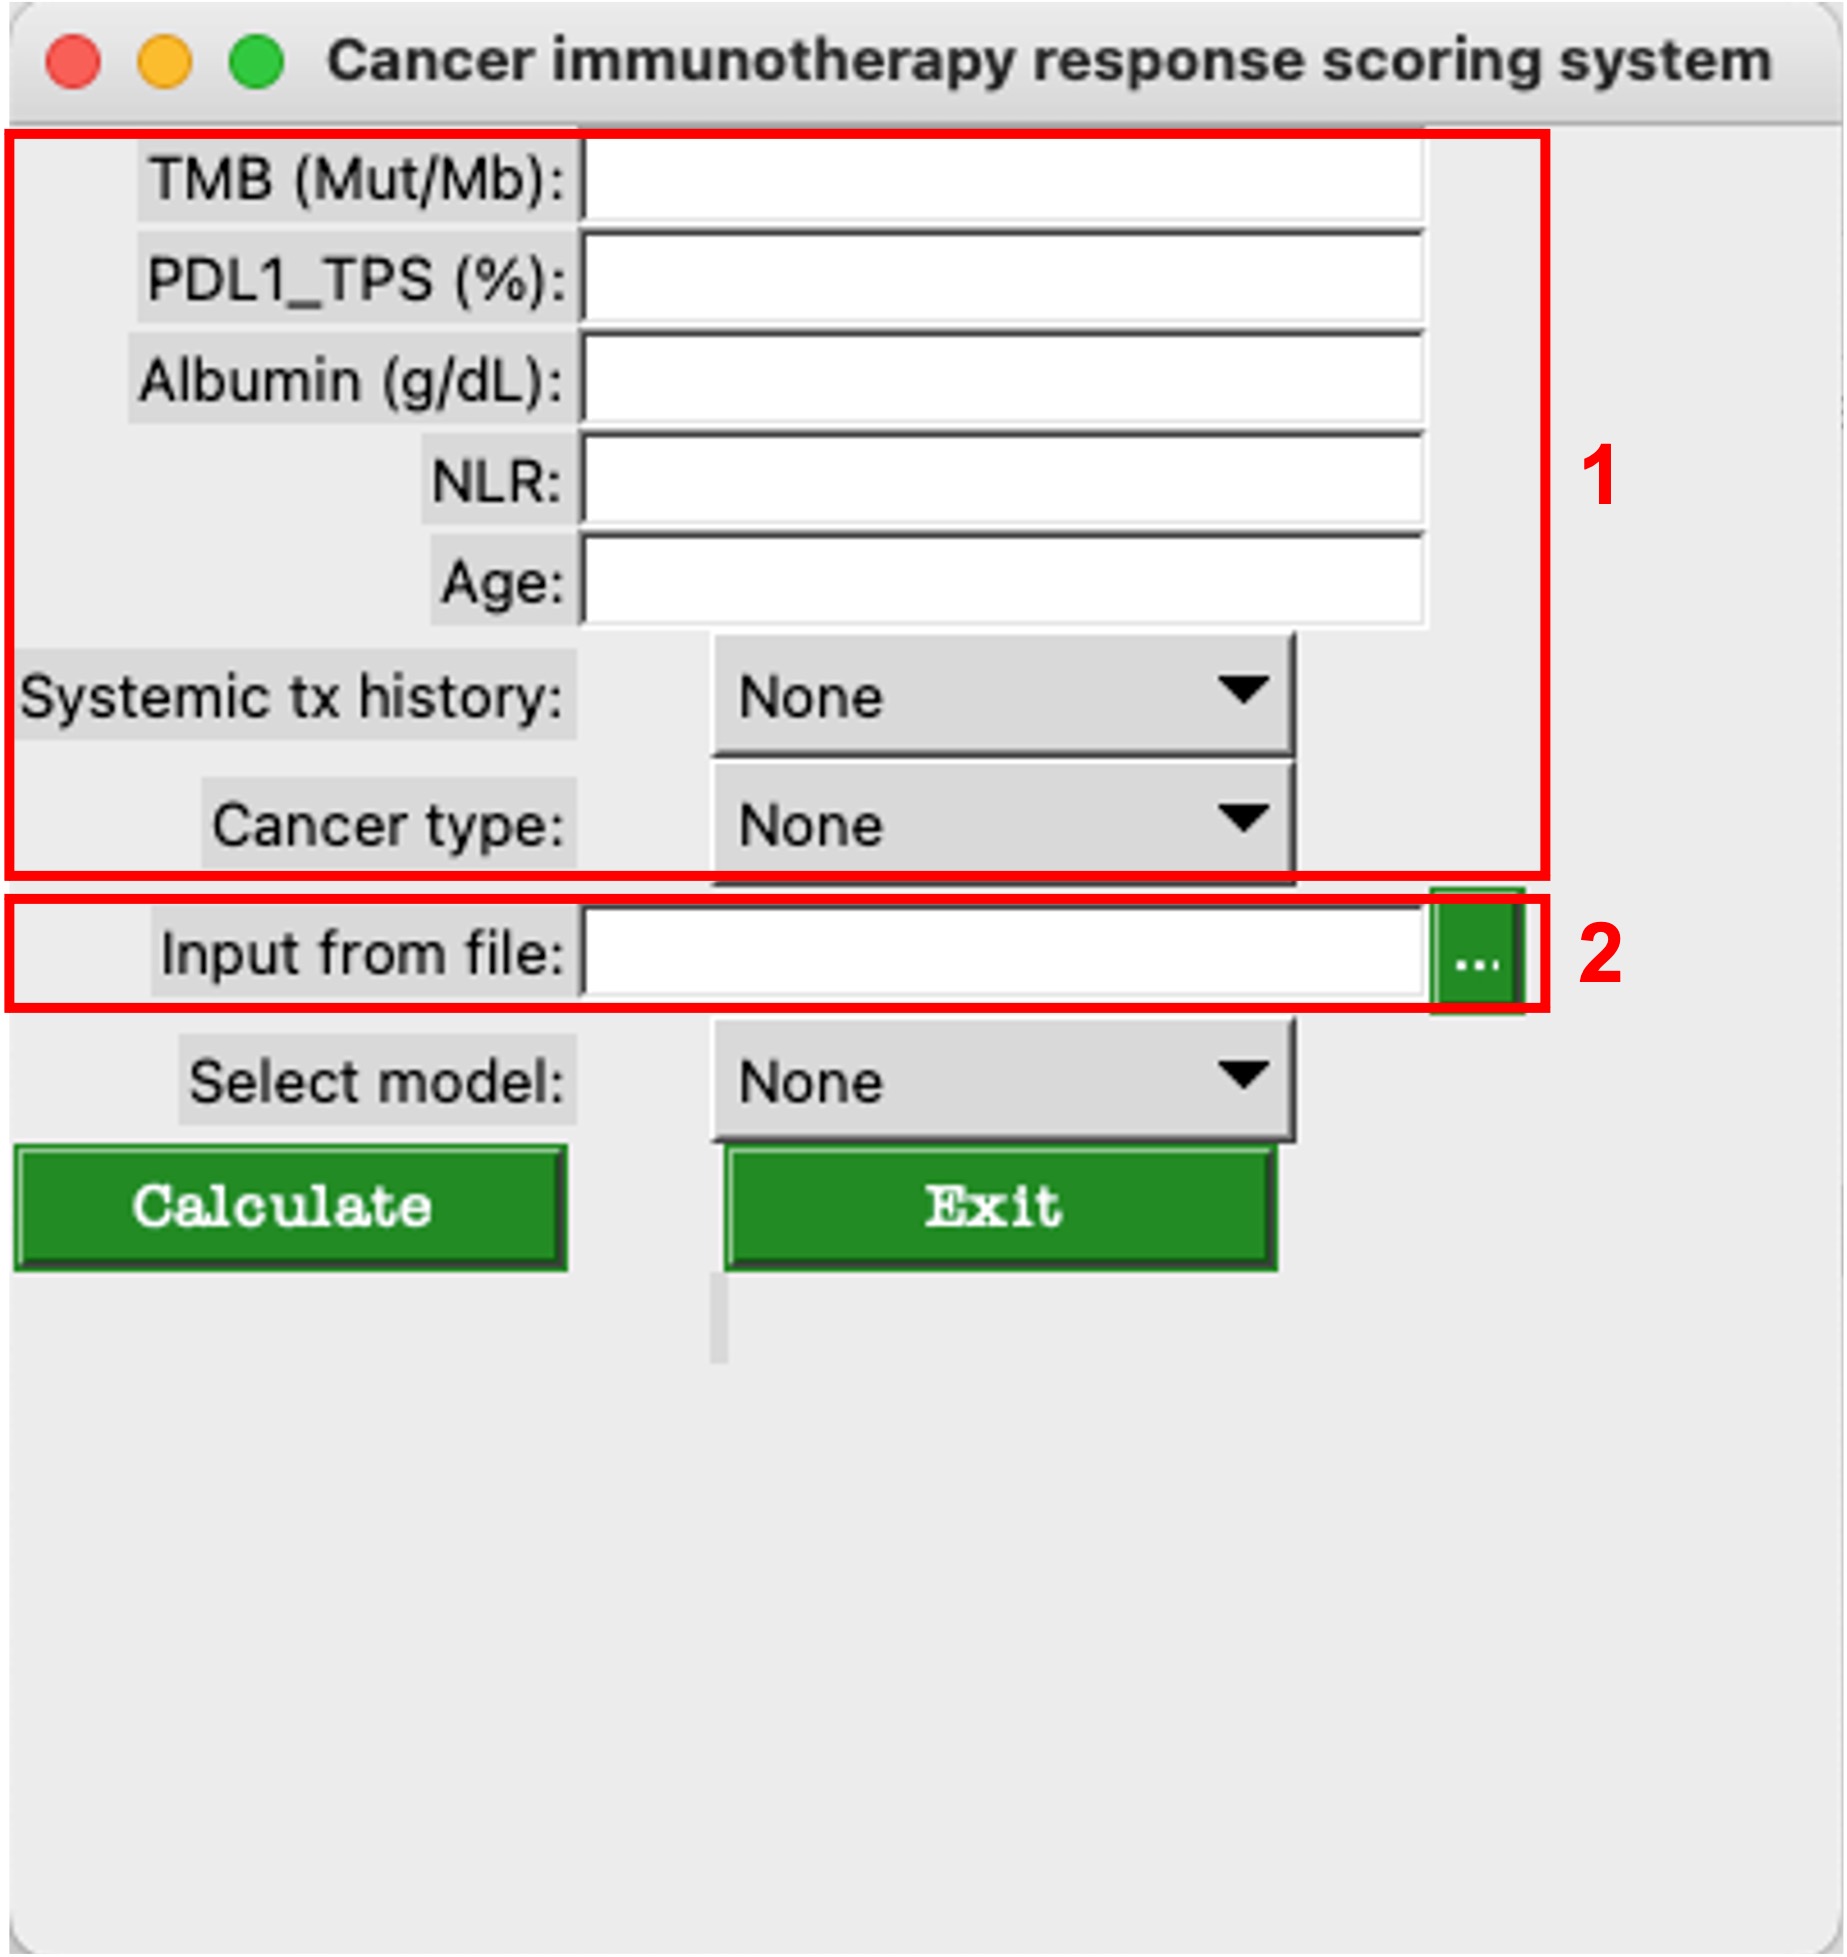 Cancer immunotherapy response scoring system
TMB (Mut/Mb):
PDL1_TPS (%):
Albumin (g/dL):
NLR:
1
Age:
Systemic tx history: None
Cancer type: None
Input from file: ... 2
Select model: None
Calculate Exit